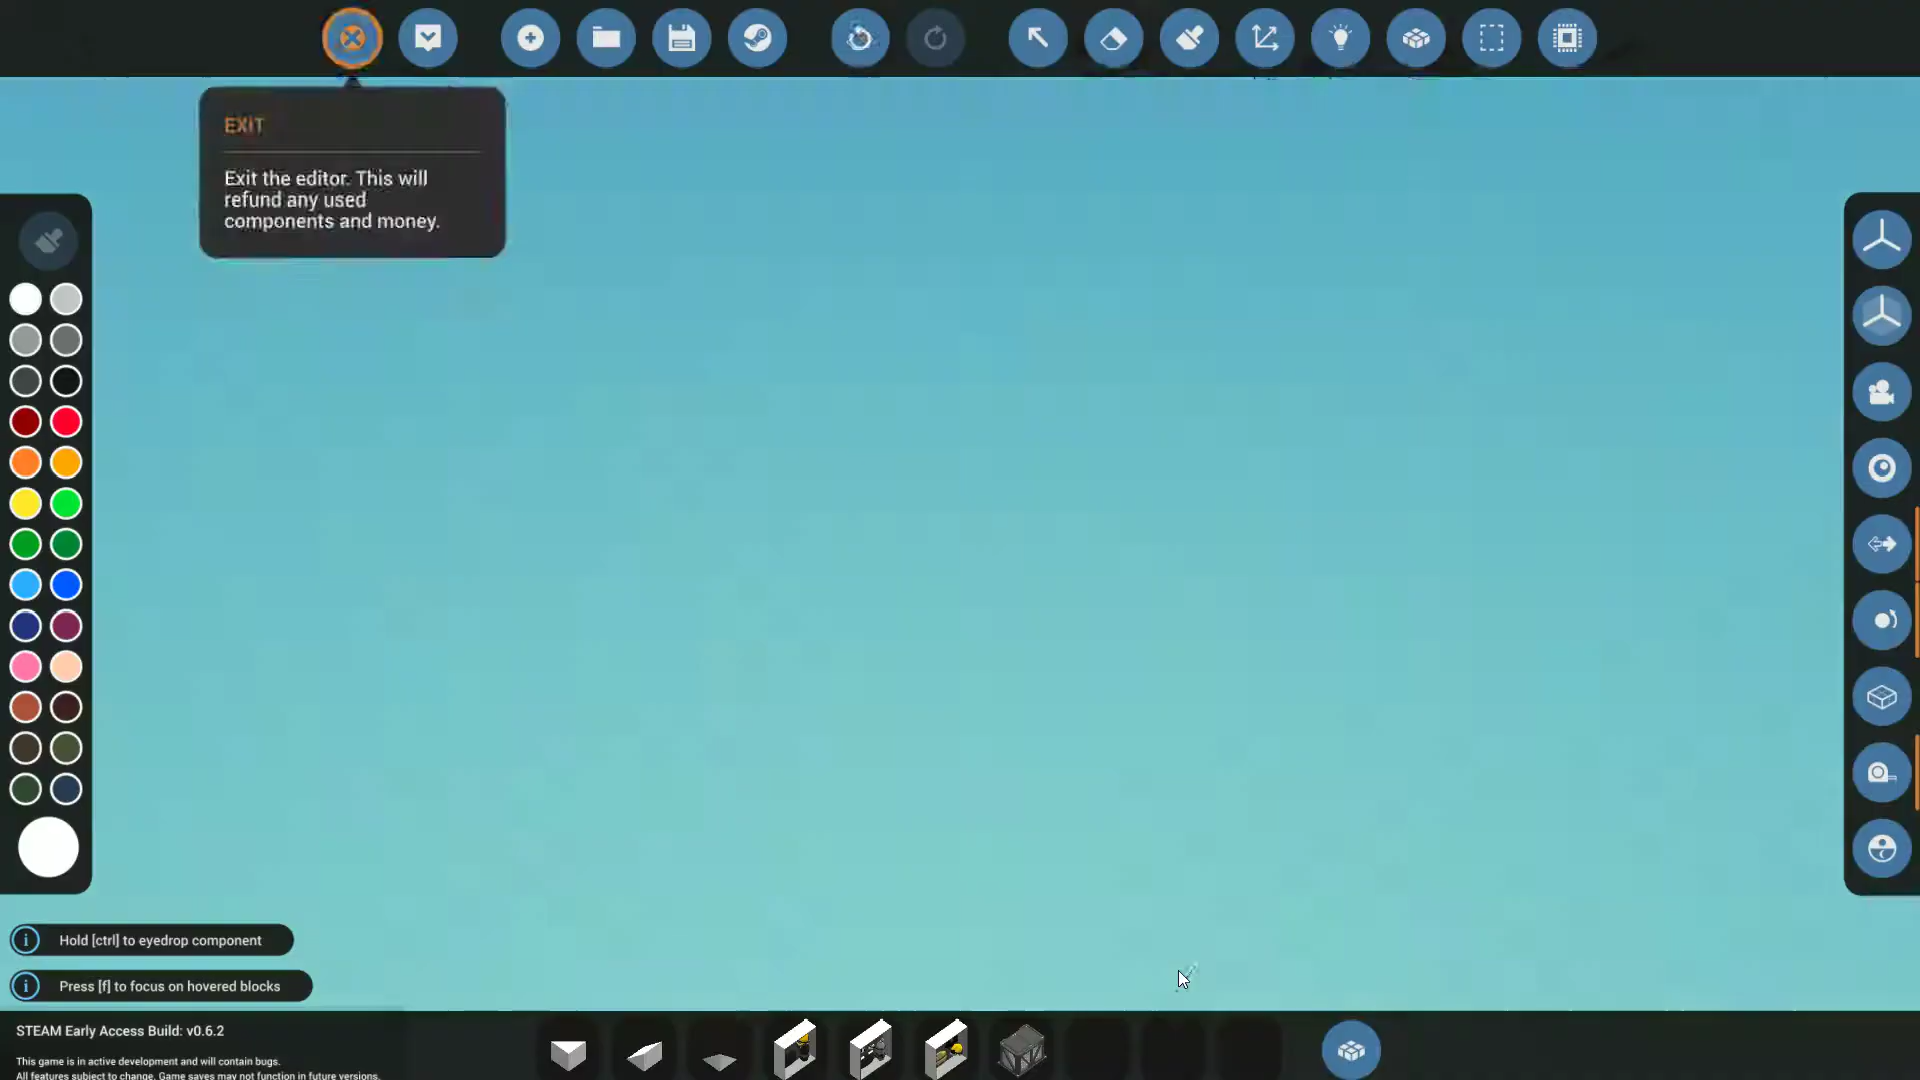 EXIT
Exit the editor. This will
refund any used
components and money.
Hold [ctrl] to eyedrop component
Press [f] to focus on hovered blocks
STEAM Early Access Build: v0.6.2
This game is in active development and will contain bugs.
All features subject to change. Game saves may not function in future versions.